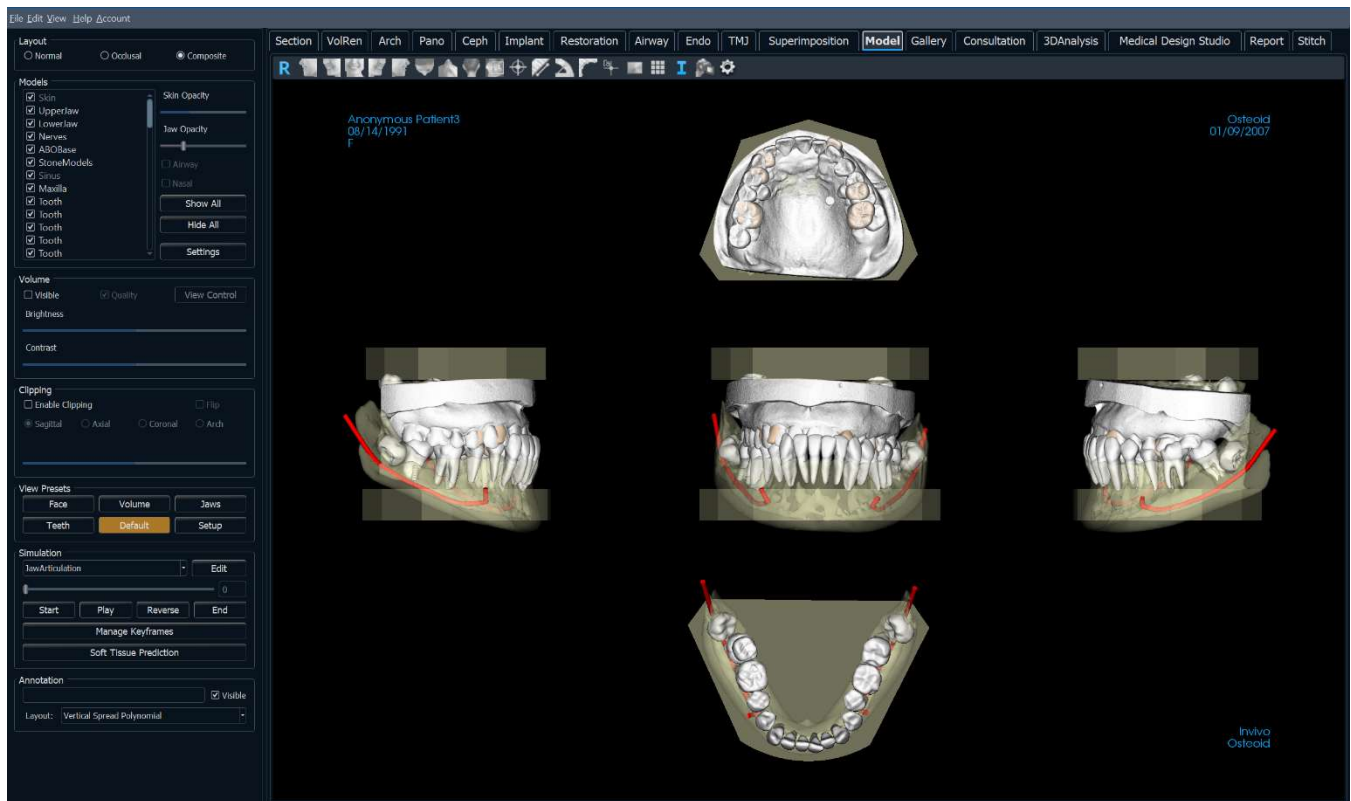 File Edit View Help Account
Layout
Normal Occlusal Composite
Models
Skin
UpperJaw
LowerJaw
Nerves
ABOBase
StoneModels
Sinus
Maxilla
Tooth
Tooth
Tooth
Tooth
Tooth
Skin Opacity
Jaw Opacity
Airway
Nasal
Show All
Hide All
Settings
Volume
Visible Quality View Control
Brightness
Contrast
Clipping
Enable Clipping Flip
Sagittal Axial Coronal Arch
View Presets
Face Volume Jaws
Teeth Default Setup
Simulation
JawArticulation Edit
0
Start Play Reverse End
Manage Keyframes
Soft Tissue Prediction
Annotation
Visible
Layout: Vertical Spread Polynomial
Section VolRen Arch Pano Ceph Implant Restoration Airway Endo TMJ Superimposition Model Gallery Consultation 3DAnalysis Medical Design Studio Report Stitch
R I
Anonymous Patient3
08/14/1991
F
Osteoid
01/09/2007
Invivo
Osteoid